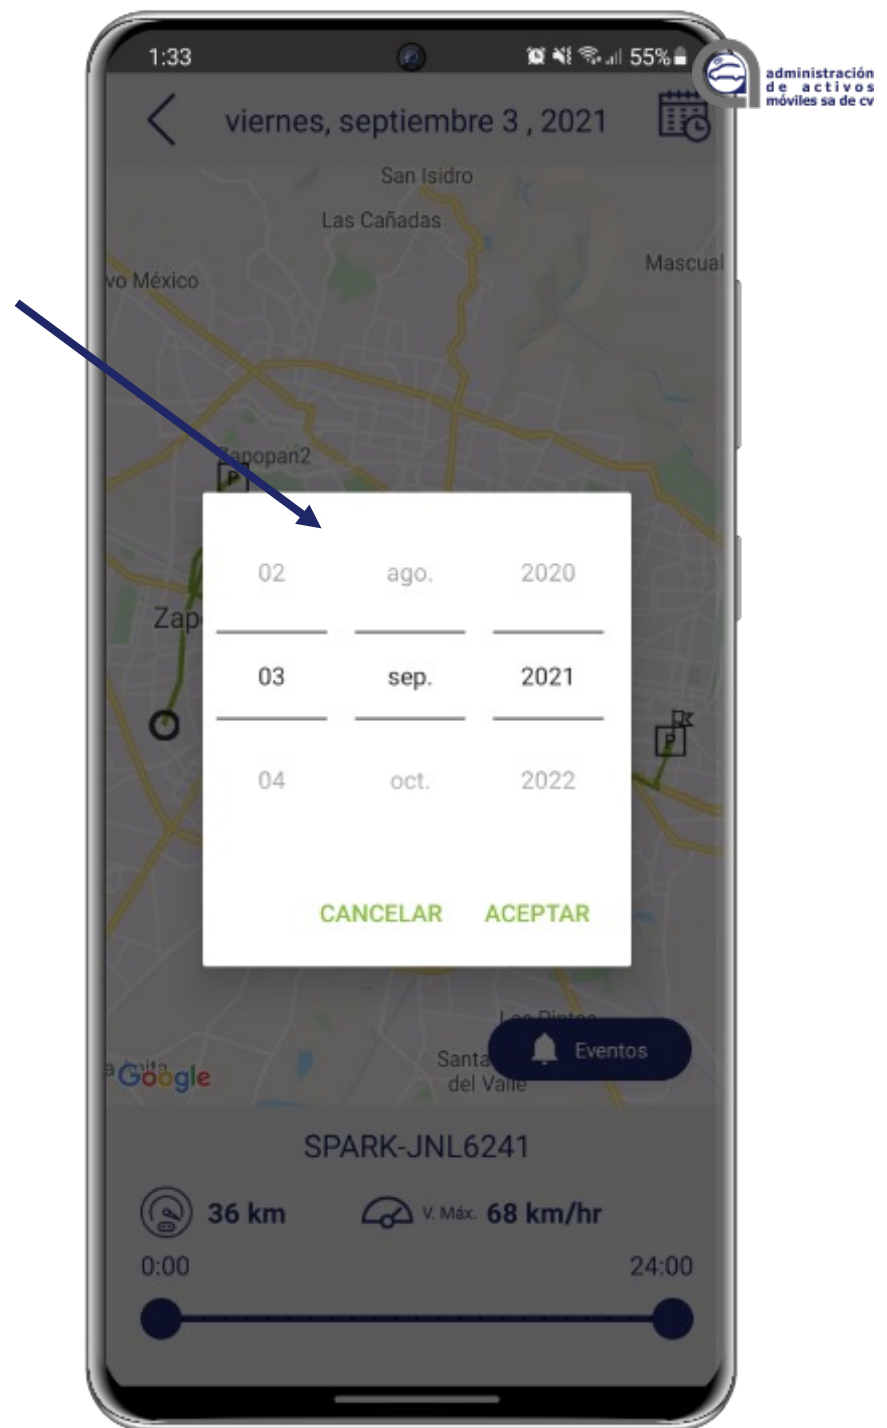 1:33
55%
administración
de activos
móviles sa de cv
viernes, septiembre 3 , 2021
San Isidro
Las Cañadas
Mascual
vo México
Zapopan2
P
02 ago. 2020
Zap
03 sep. 2021
P
04 oct. 2022
CANCELAR ACEPTAR
Eventos
Santa
del Valle
Google
SPARK-JNL6241
36 km V. Máx. 68 km/hr
0:00 24:00